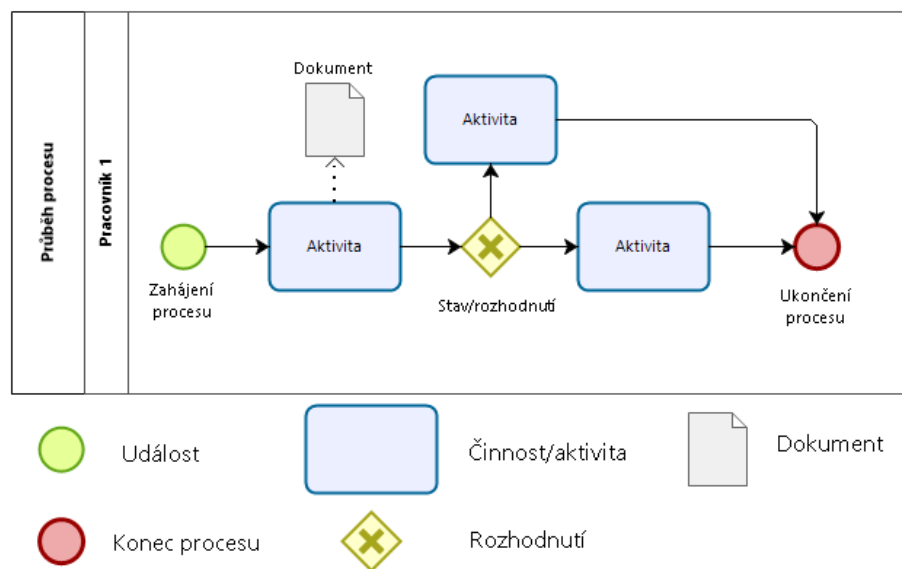 Průběh procesu
Pracovník 1
Dokument
Aktivita
Aktivita
Aktivita
Zahájení
procesu
Stav/rozhodnutí
Ukončení
procesu
Událost
Činnost/aktivita
Dokument
Konec procesu
Rozhodnutí